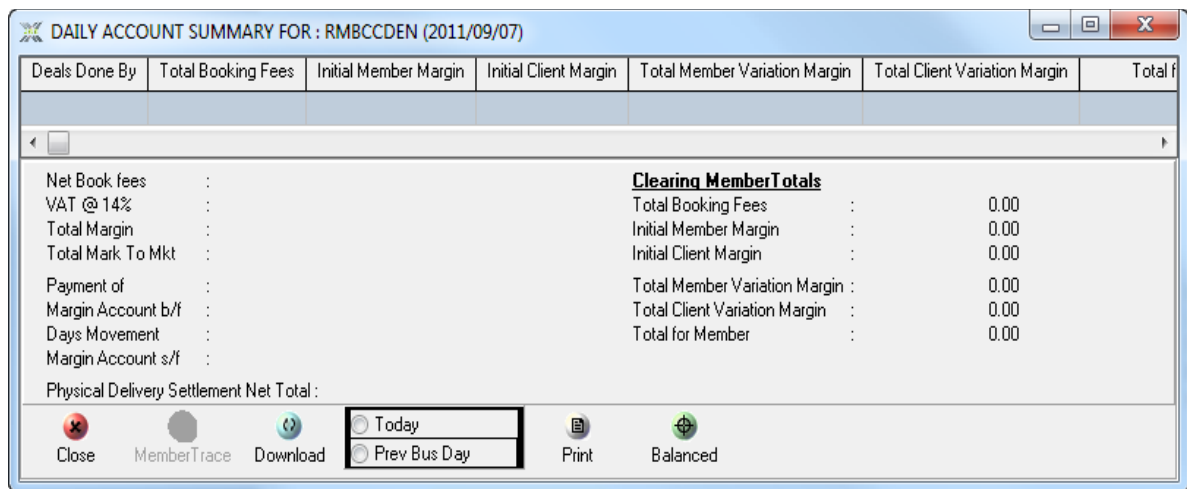 DAILY ACCOUNT SUMMARY FOR : RMBCCDEN (2011/09/07)
Deals Done By Total Booking Fees Initial Member Margin Initial Client Margin Total Member Variation Margin Total Client Variation Margin Total f
Net Book fees :
VAT @ 14% :
Total Margin :
Total Mark To Mkt :
Payment of :
Margin Account b/f :
Days Movement :
Margin Account s/f :
Physical Delivery Settlement Net Total :
Clearing MemberTotals
Total Booking Fees : 0.00
Initial Member Margin : 0.00
Initial Client Margin : 0.00
Total Member Variation Margin : 0.00
Total Client Variation Margin : 0.00
Total for Member : 0.00
Close MemberTrace Download
Today
Prev Bus Day
Print Balanced